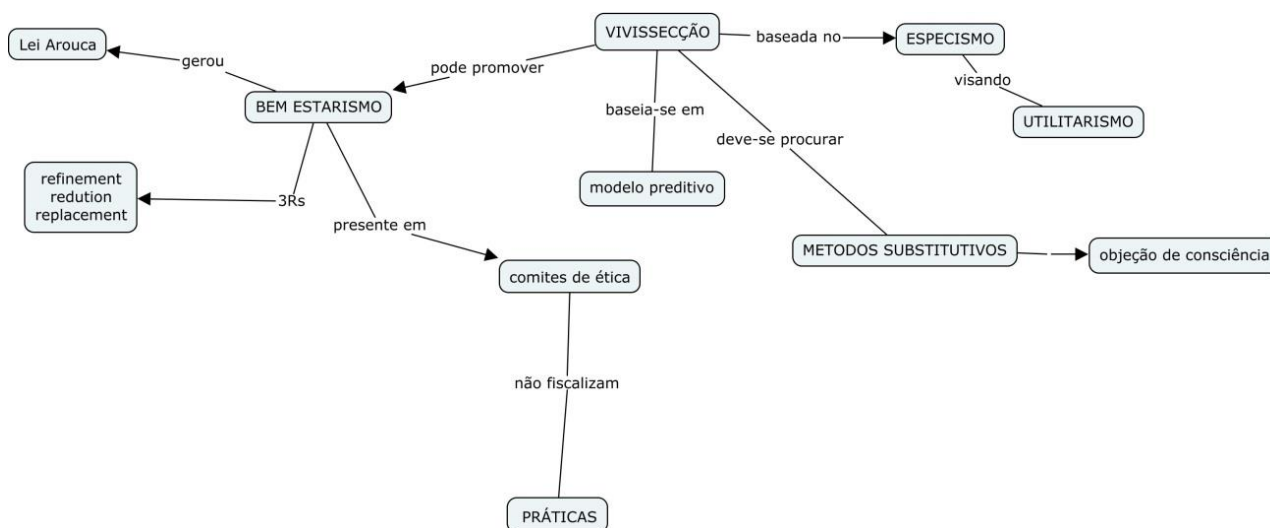 VIVISSECÇÃO
baseada no
ESPECISMO
Lei Arouca
gerou
pode promover
visando
BEM ESTARISMO
baseia-se em
UTILITARISMO
deve-se procurar
refinement
redution
replacement
3Rs
modelo preditivo
presente em
METODOS SUBSTITUTIVOS
objeção de consciência
comites de ética
não fiscalizam
PRÁTICAS